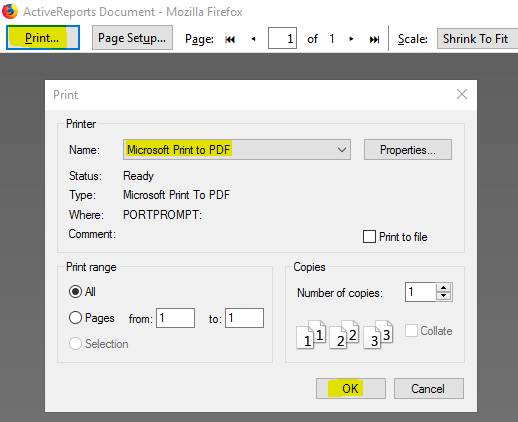 ActiveReports Document - Mozilla Firefox
Print... Page Setup... Page: 1 of 1 Scale: Shrink To Fit
Print
Printer
Name: Microsoft Print to PDF Properties...
Status: Ready
Type: Microsoft Print To PDF
Where: PORTPROMPT:
Comment: Print to file
Print range Copies
All Number of copies: 1
Pages from: 1 to: 1
1 1 2 2 3 3 Collate
Selection
OK Cancel